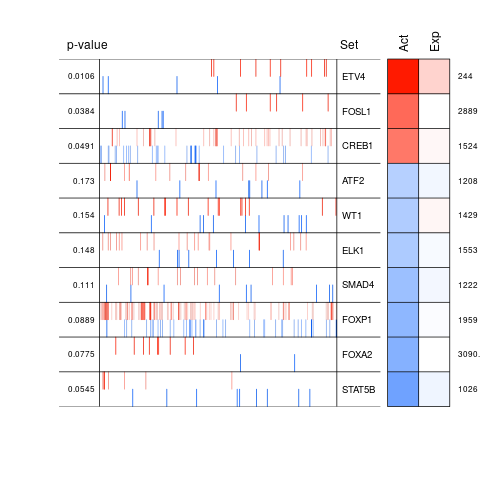 p-value Set Act Exp
0.0106 ETV4 244
0.0384 FOSL1 2889
0.0491 CREB1 1524
0.173 ATF2 1208
0.154 WT1 1429
0.148 ELK1 1553
0.111 SMAD4 1222
0.0889 FOXP1 1959
0.0775 FOXA2 3090.
0.0545 STAT5B 1026